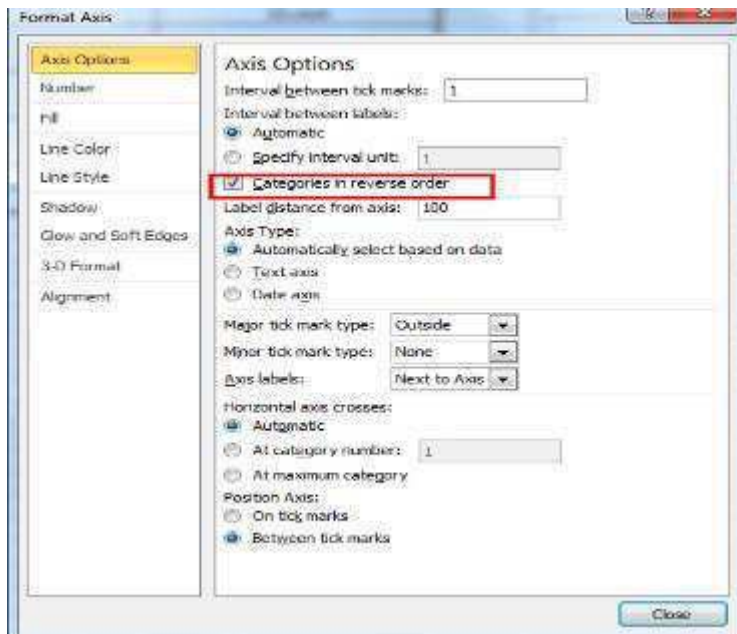 Format Axis
Axis Options
Number
Fill
Line Color
Line Style
Shadow
Glow and Soft Edges
3-D Format
Alignment
Axis Options
Interval between tick marks: 1
Interval between labels:
Automatic
Specify interval unit: 1
Categories in reverse order
Label distance from axis: 100
Axis Type:
Automatically select based on data
Text axis
Date axis
Major tick mark type: Outside
Minor tick mark type: None
Axis labels: Next to Axis
Horizontal axis crosses:
Automatic
At category number: 1
At maximum category
Position Axis:
On tick marks
Between tick marks
Close